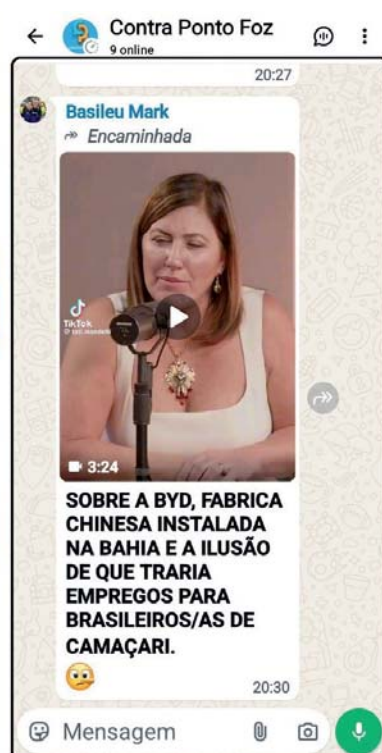 Contra Ponto Foz
9 online
20:27
Basileu Mark
Encaminhada
TikTok
3:24
SOBRE A BYD, FABRICA
CHINESA INSTALADA
NA BAHIA E A ILUSÃO
DE QUE TRARIA
EMPREGOS PARA
BRASILEIROS/AS DE
CAMAÇARI.
20:30
Mensagem